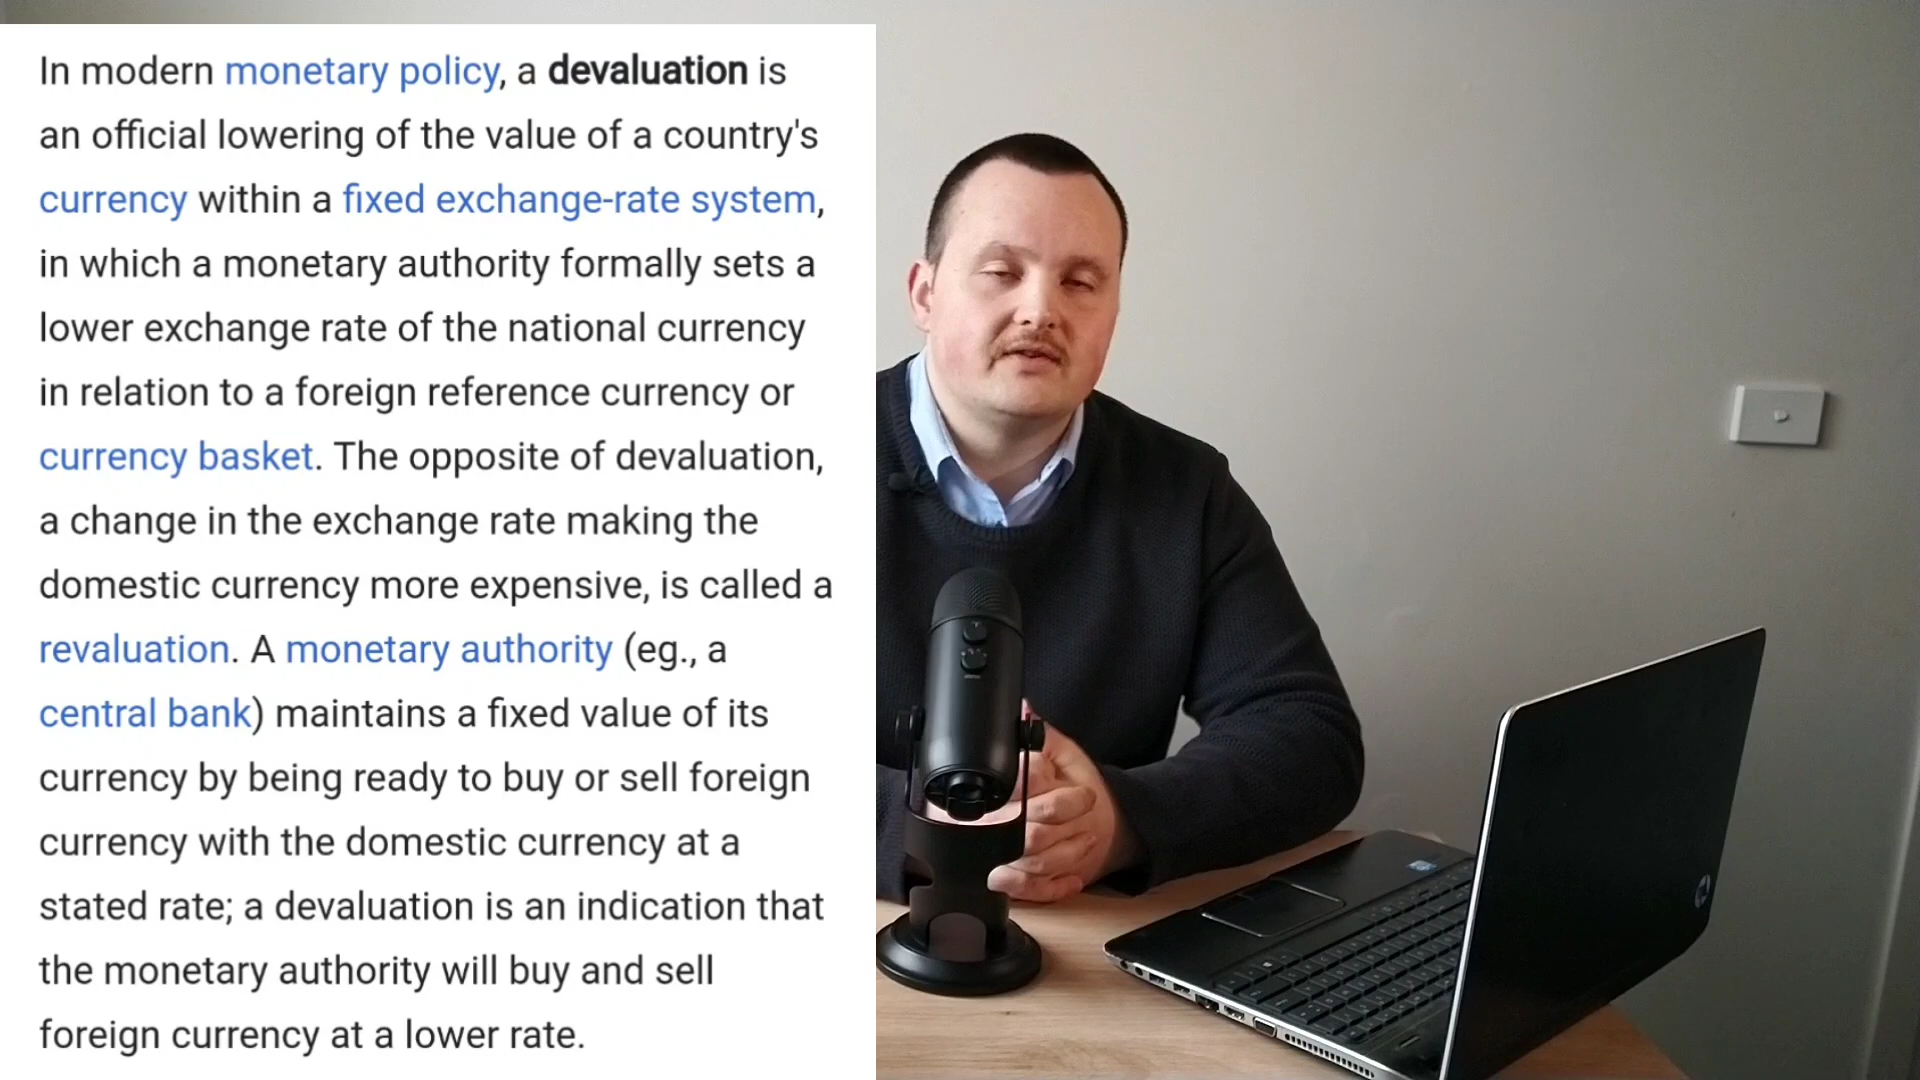 In modern monetary policy, a devaluation is
an official lowering of the value of a country's
currency within a fixed exchange-rate system,
in which a monetary authority formally sets a
lower exchange rate of the national currency
in relation to a foreign reference currency or
currency basket. The opposite of devaluation,
a change in the exchange rate making the
domestic currency more expensive, is called a
revaluation. A monetary authority (eg., a
central bank) maintains a fixed value of its
currency by being ready to buy or sell foreign
currency with the domestic currency at a
stated rate; a devaluation is an indication that
the monetary authority will buy and sell
foreign currency at a lower rate.